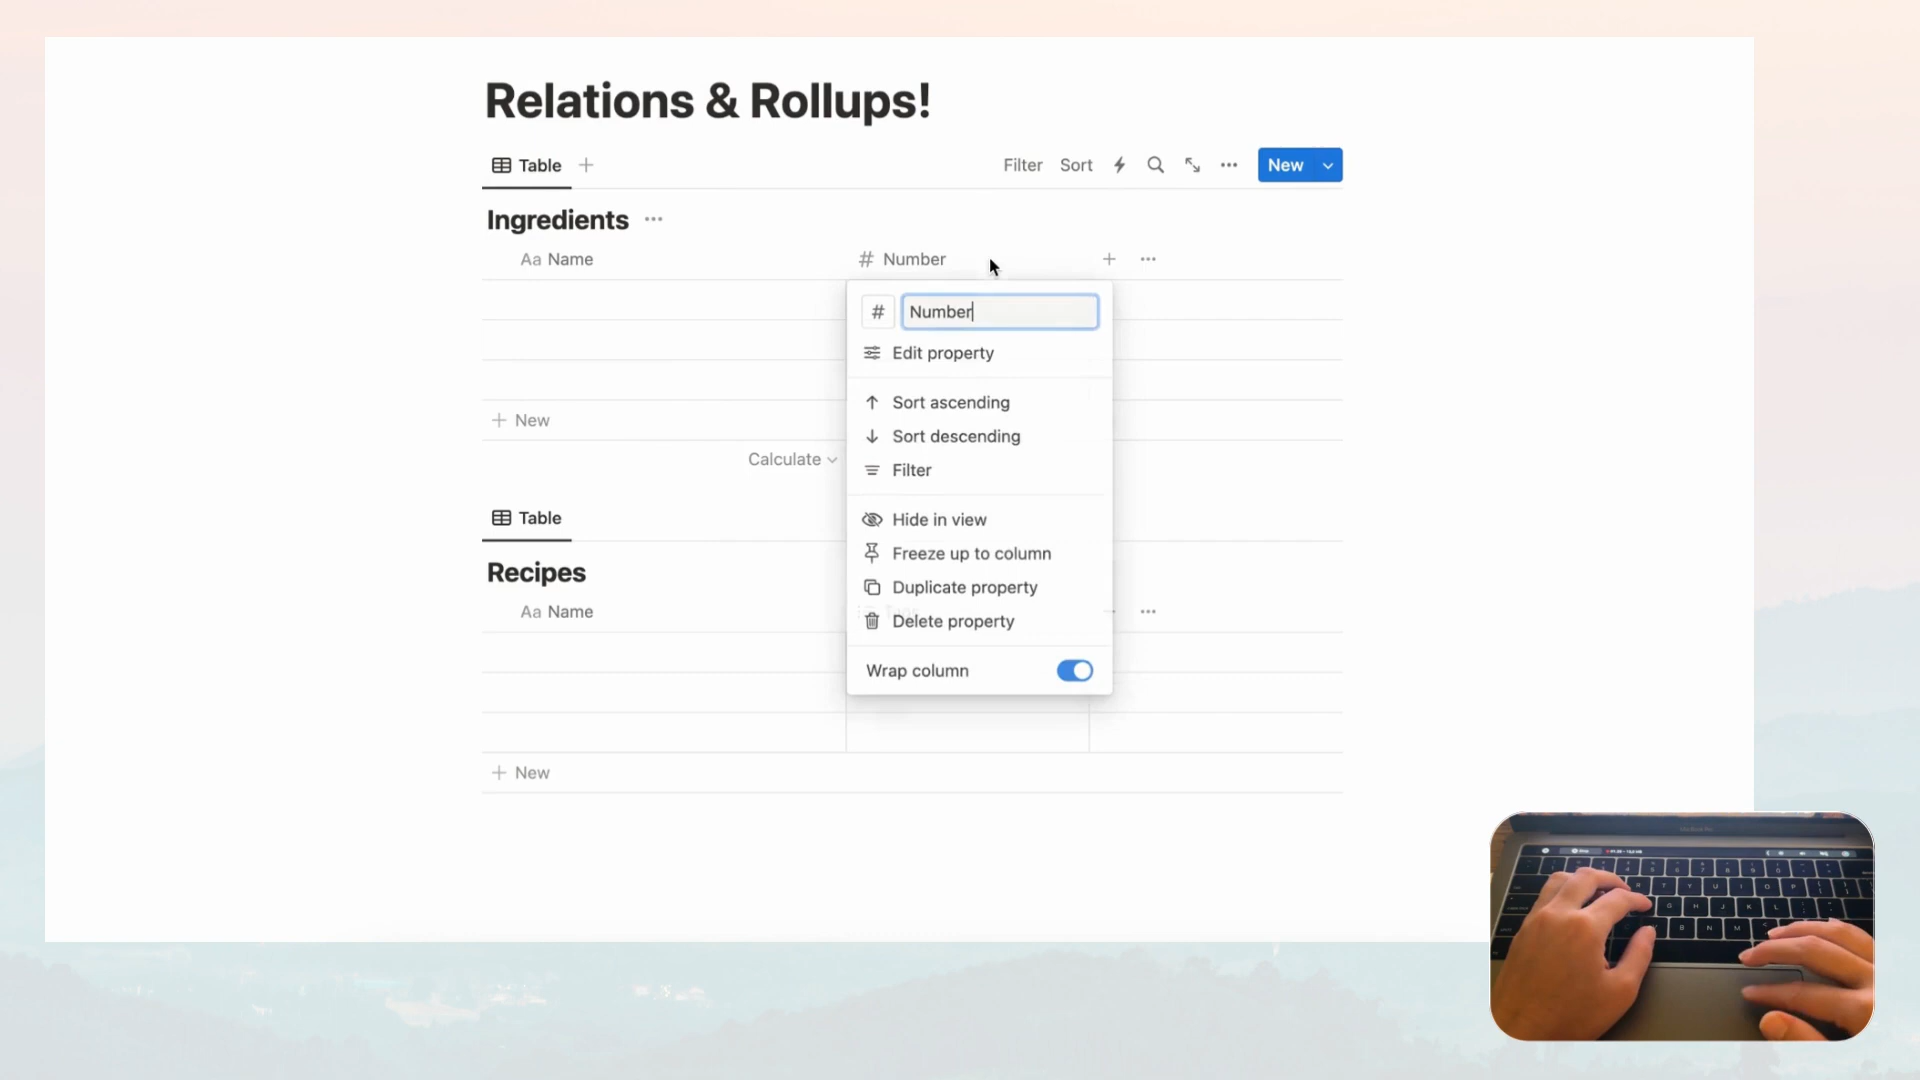 Relations & Rollups!
Table
Filter Sort New
Ingredients
Aa Name # Number
# Number
Edit property
Sort ascending
Sort descending
Filter
Hide in view
Freeze up to column
Duplicate property
Delete property
Wrap column
New
Calculate
Table
Recipes
Aa Name
New